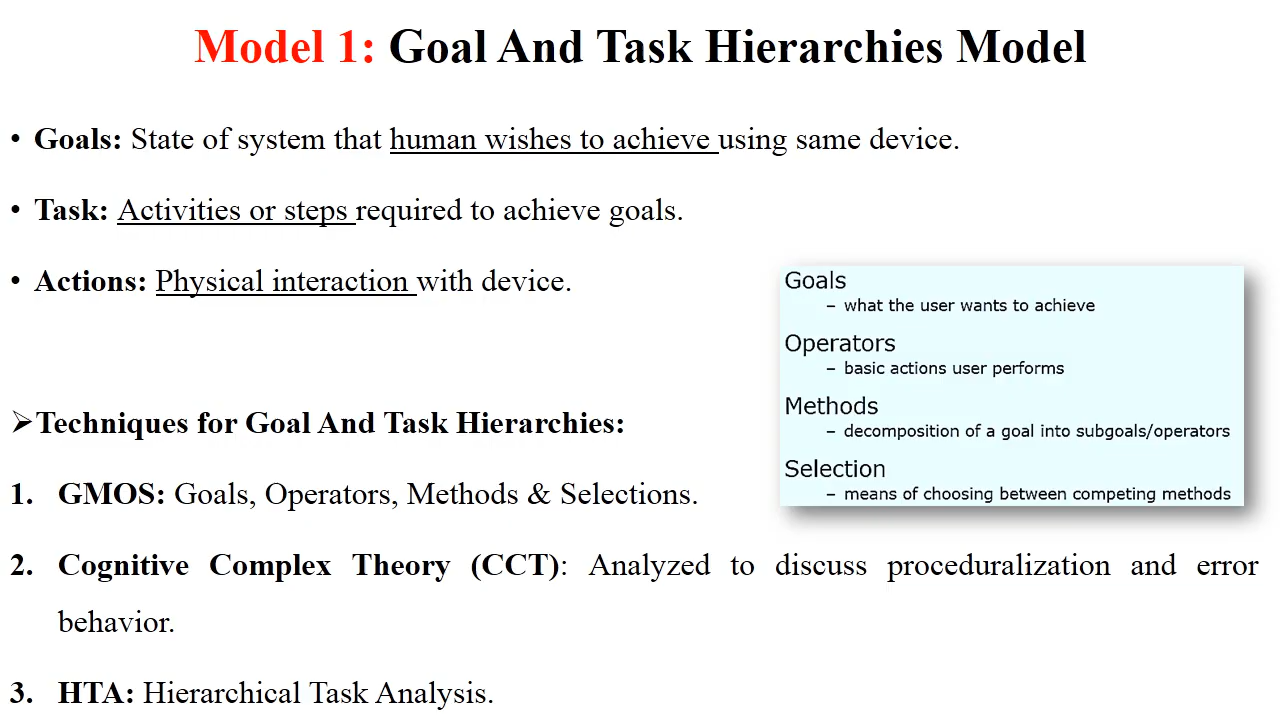 Model 1: Goal And Task Hierarchies Model
• Goals: State of system that human wishes to achieve using same device.
• Task: Activities or steps required to achieve goals.
• Actions: Physical interaction with device.
Goals
– what the user wants to achieve
Operators
– basic actions user performs
Methods
– decomposition of a goal into subgoals/operators
Selection
– means of choosing between competing methods
➢Techniques for Goal And Task Hierarchies:
1. GMOS: Goals, Operators, Methods & Selections.
2. Cognitive Complex Theory (CCT): Analyzed to discuss proceduralization and error
behavior.
3. HTA: Hierarchical Task Analysis.